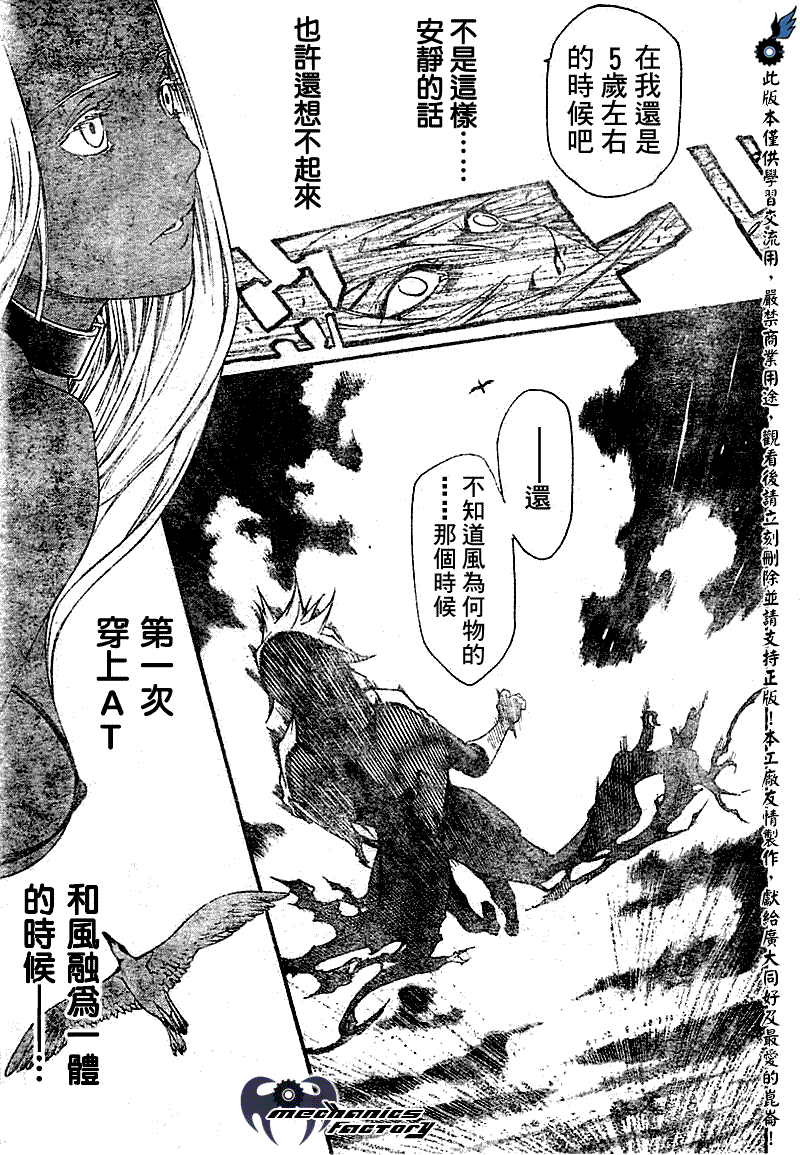 在我還是
5歲左右
的時候吧
不是這樣……
安靜的話
也許還想不起來
——還
不知道風為何物的
……那個時候
第一次
穿上AT
和風融為一體
的時候——…
此版本僅供學習交流用，嚴禁商業用途，觀看後請立刻刪除並請支持正版！本工廠友情製作，獻給廣大同好及最愛的崑崙！
mechanics
factory